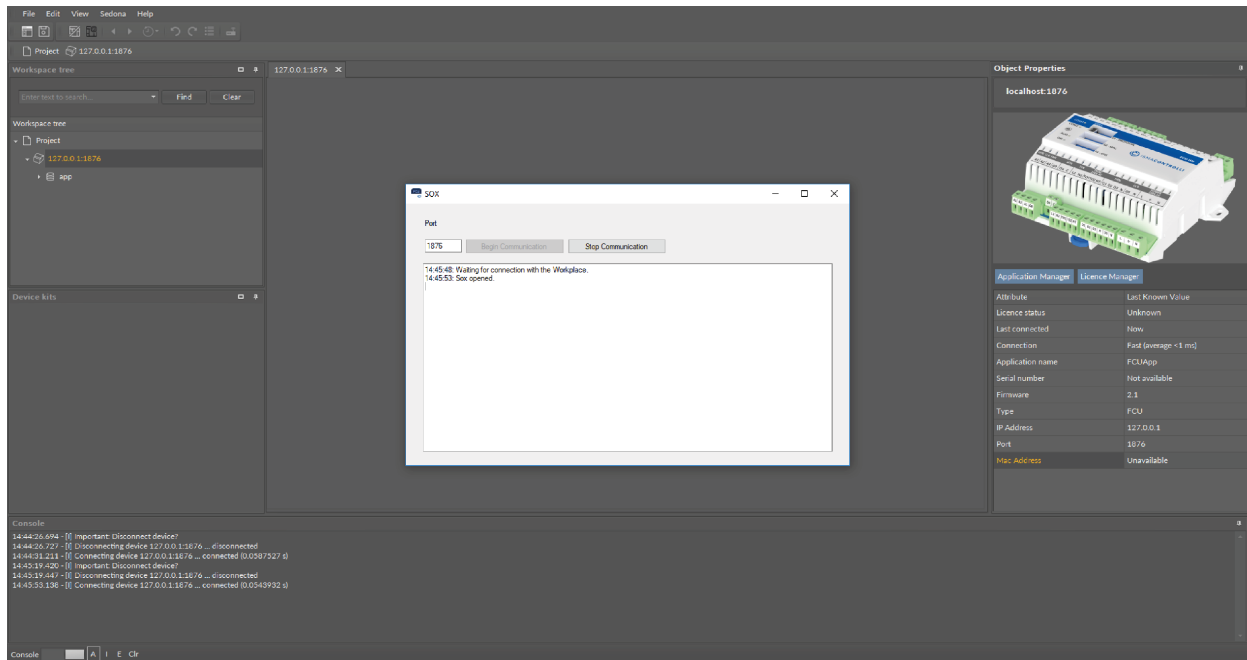 File Edit View Sedona Help
Project 127.0.0.1:1876
Workspace tree
127.0.0.1:1876
Object Properties
Enter text to search...
Find
Clear
localhost:1876
Workspace tree
Project
127.0.0.1:1876
app
SOX
Port
1876
Begin Communication
Stop Communication
14:45:48: Waiting for connection with the Workplace.
14:45:53: Sox opened.
Device kits
Application Manager
Licence Manager
Attribute Last Known Value
Licence status Unknown
Last connected Now
Connection Fast (average <1 ms)
Application name FCUApp
Serial number Not available
Firmware 2.1
Type FCU
IP Address 127.0.0.1
Port 1876
Mac Address Unavailable
Console
14:44:26.694 - [I] Important: Disconnect device?
14:44:26.727 - [I] Disconnecting device 127.0.0.1:1876 ... disconnected
14:44:31.211 - [I] Connecting device 127.0.0.1:1876 ... connected (0.0587527 s)
14:45:19.420 - [I] Important: Disconnect device?
14:45:19.447 - [I] Disconnecting device 127.0.0.1:1876 ... disconnected
14:45:53.138 - [I] Connecting device 127.0.0.1:1876 ... connected (0.0543932 s)
Console A I E Clr